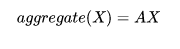 aggregate(X) = AX